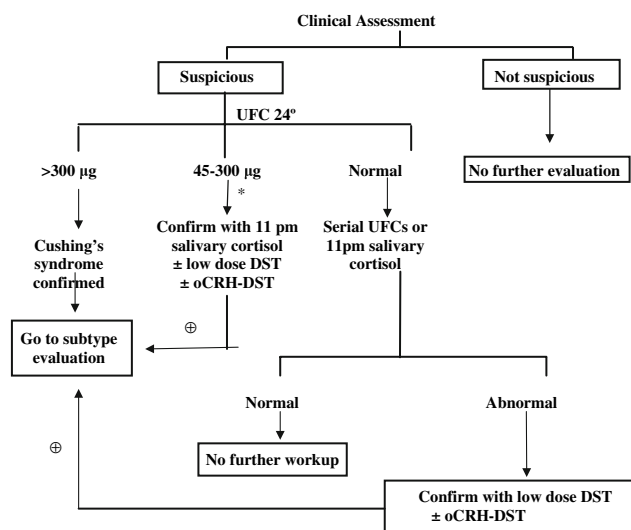 Clinical Assessment
Suspicious
Not suspicious
UFC 24º
>300 µg
45-300 µg
Normal
No further evaluation
*
Cushing's
syndrome
confirmed
Confirm with 11 pm
salivary cortisol
± low dose DST
± oCRH-DST
Serial UFCs or
11pm salivary
cortisol
⊕
Go to subtype
evaluation
Normal
Abnormal
⊕
No further workup
Confirm with low dose DST
± oCRH-DST